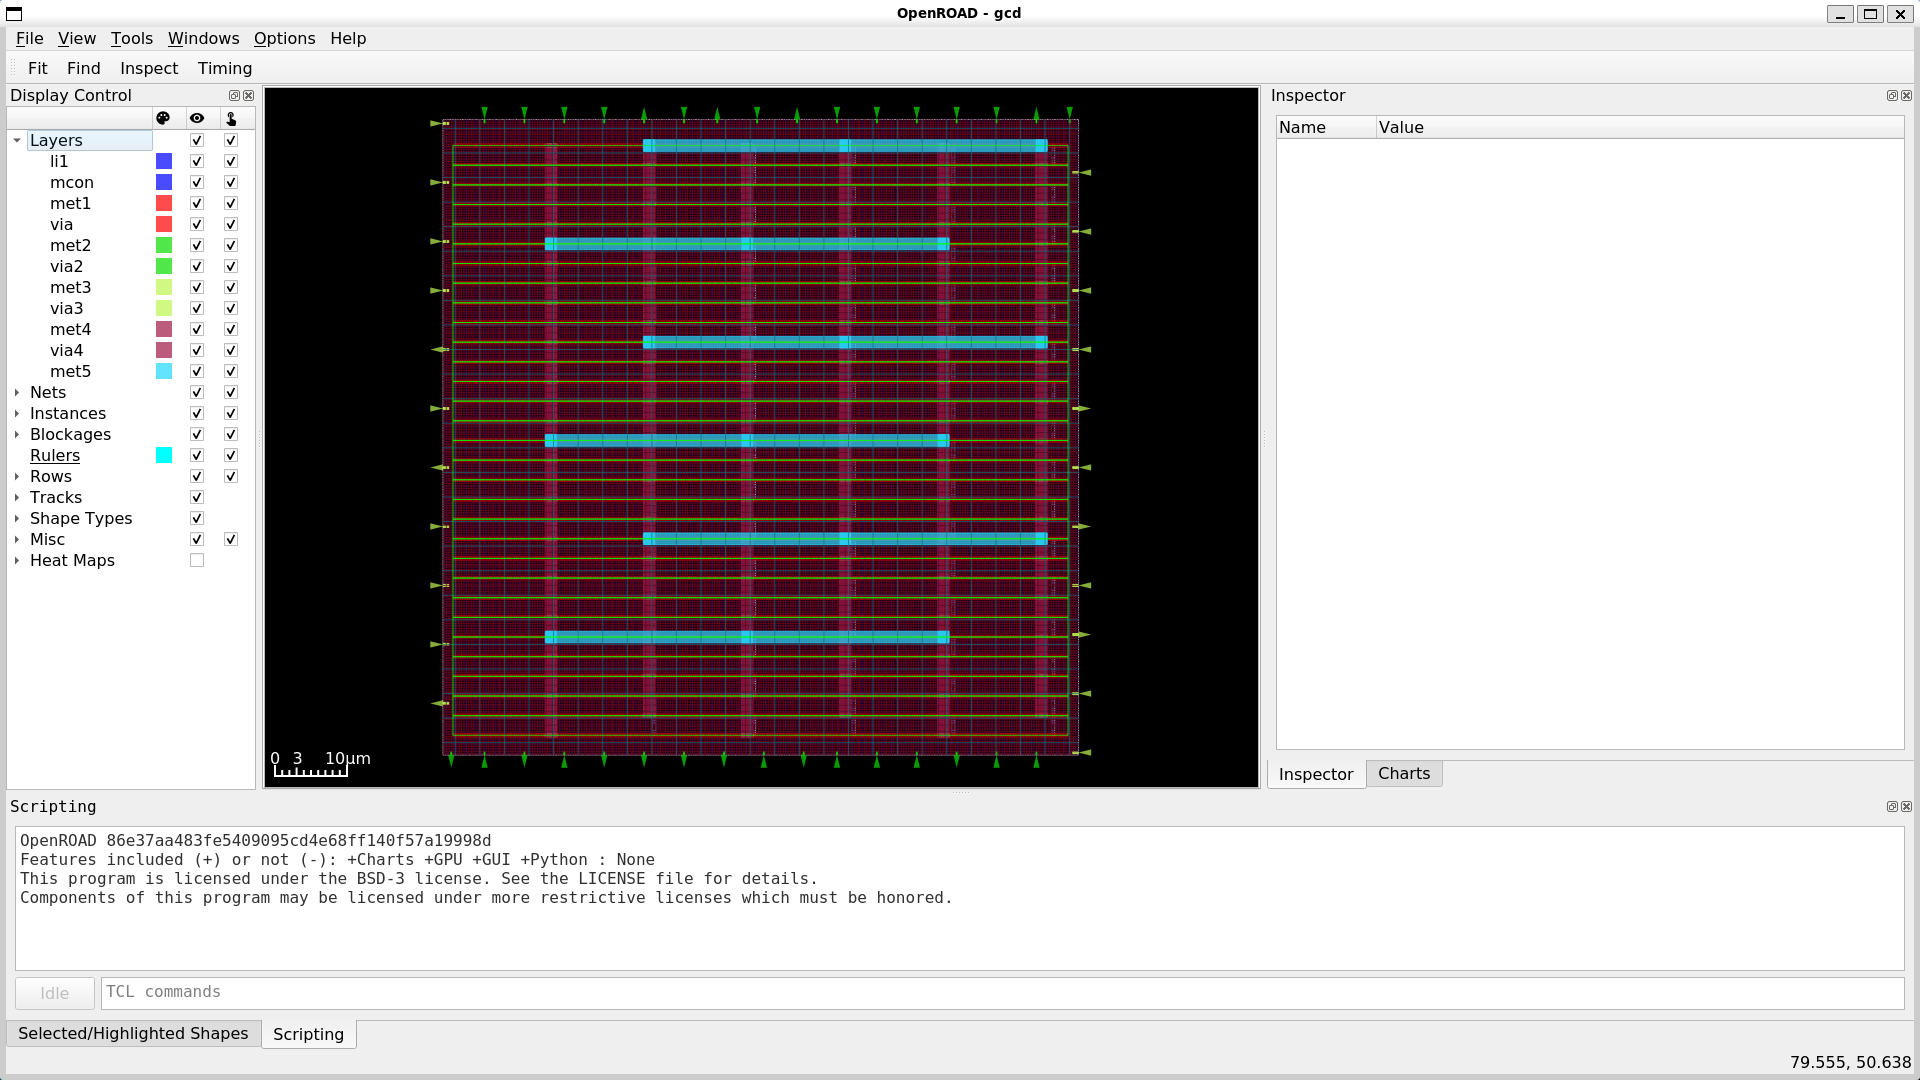 OpenROAD - gcd
File View Tools Windows Options Help
Fit Find Inspect Timing
Display Control
Layers
li1
mcon
met1
via
met2
via2
met3
via3
met4
via4
met5
Nets
Instances
Blockages
Rulers
Rows
Tracks
Shape Types
Misc
Heat Maps
0 3 10μm
Inspector
Name Value
Inspector Charts
Scripting
OpenROAD 86e37aa483fe5409095cd4e68ff140f57a19998d
Features included (+) or not (-): +Charts +GPU +GUI +Python : None
This program is licensed under the BSD-3 license. See the LICENSE file for details.
Components of this program may be licensed under more restrictive licenses which must be honored.
Idle TCL commands
Selected/Highlighted Shapes Scripting
79.555, 50.638